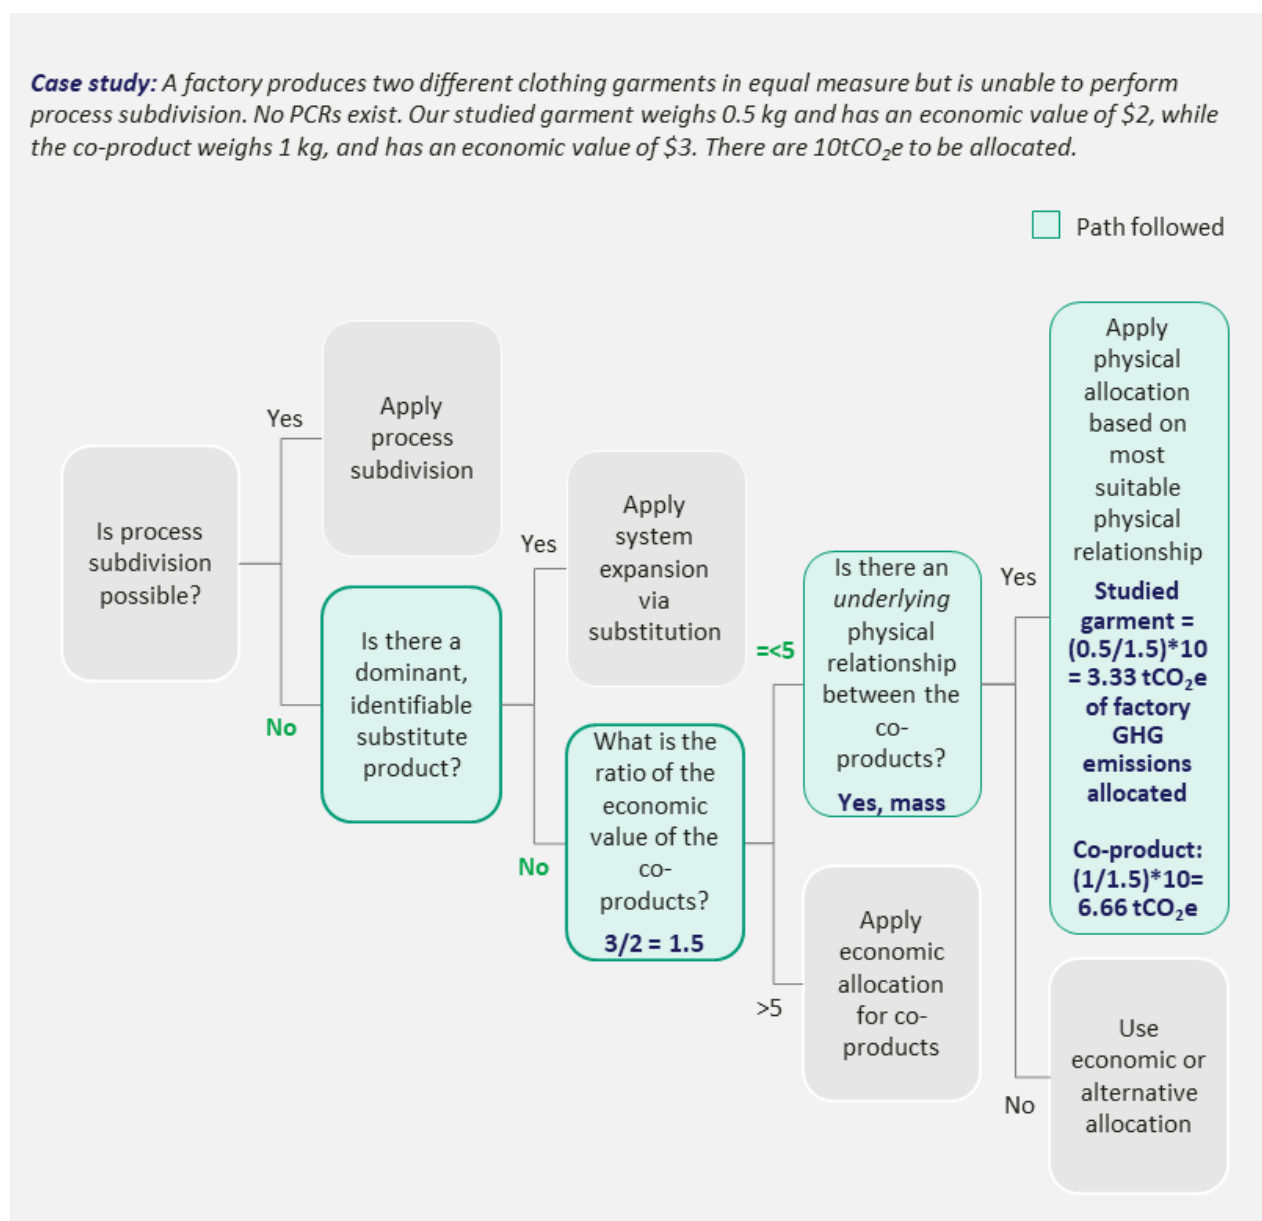 Case study: A factory produces two different clothing garments in equal measure but is unable to perform
process subdivision. No PCRs exist. Our studied garment weighs 0.5 kg and has an economic value of $2, while
the co-product weighs 1 kg, and has an economic value of $3. There are 10tCO₂e to be allocated.
Path followed
Is process
subdivision
possible?
Yes
Apply
process
subdivision
No
Is there a
dominant,
identifiable
substitute
product?
Yes
Apply
system
expansion
via
substitution
No
What is the
ratio of the
economic
value of the
co-
products?
3/2 = 1.5
=<5
Is there an
underlying
physical
relationship
between the
co-
products?
Yes, mass
>5
Apply
economic
allocation
for co-
products
Yes
Apply
physical
allocation
based on
most
suitable
physical
relationship
Studied
garment =
(0.5/1.5)*10
= 3.33 tCO₂e
of factory
GHG
emissions
allocated
Co-product:
(1/1.5)*10=
6.66 tCO₂e
No
Use
economic or
alternative
allocation